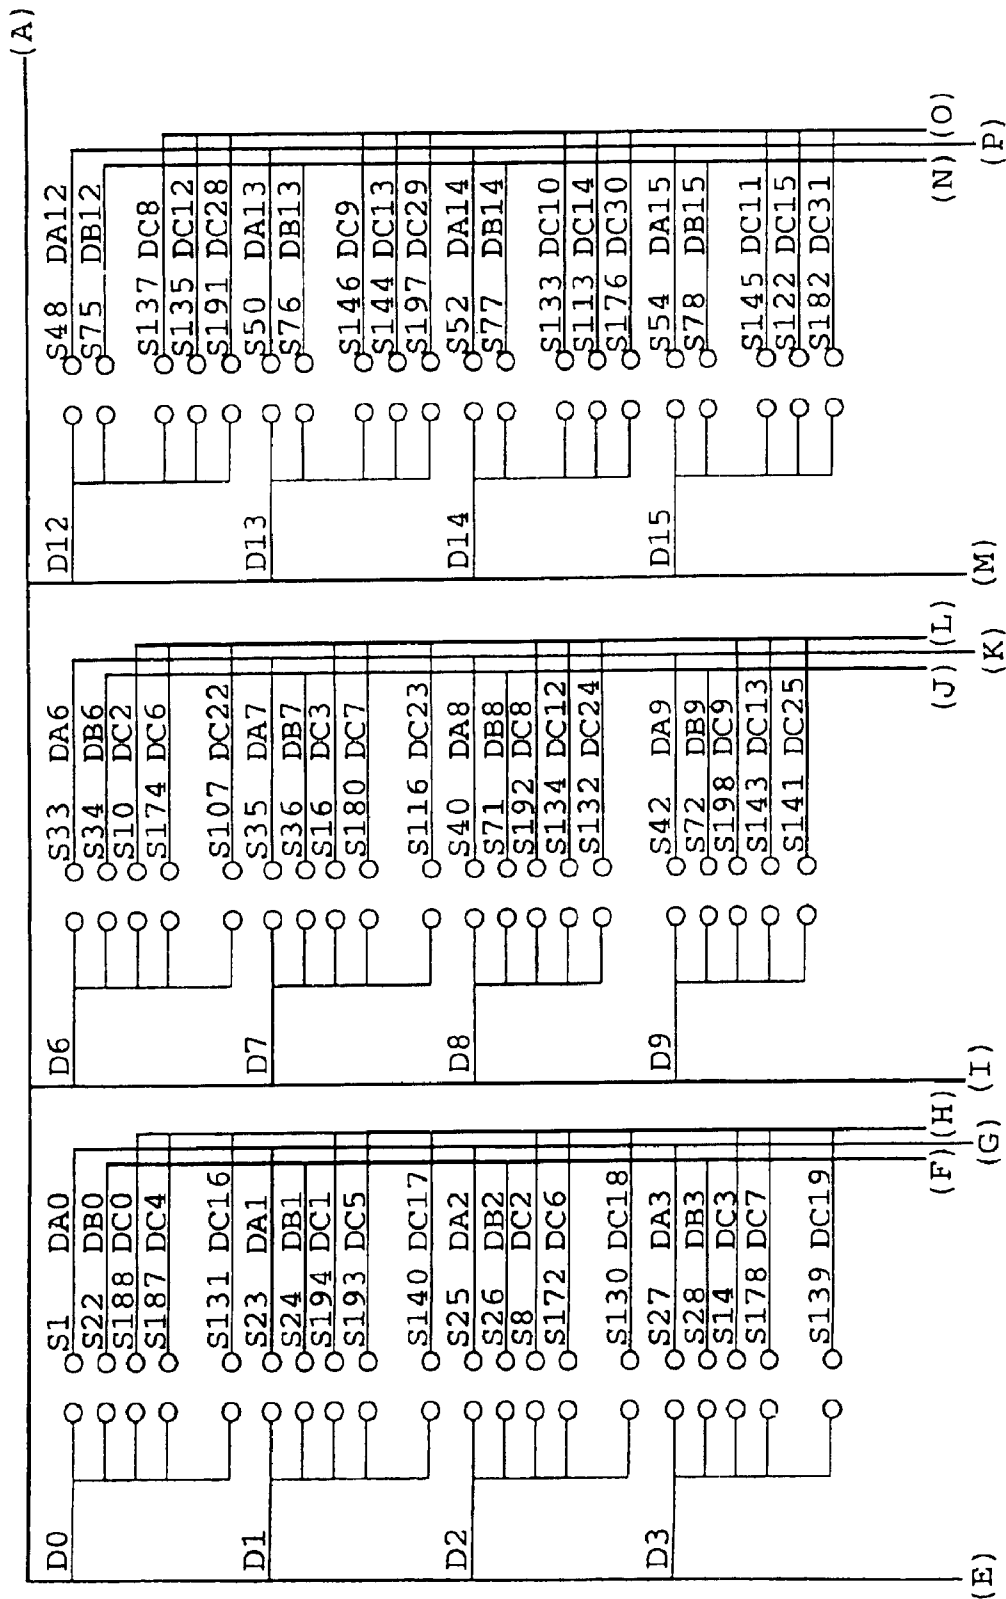 (A)
D0
S1 DA0
S22 DB0
S188 DC0
S187 DC4
S131 DC16
D1
S23 DA1
S24 DB1
S194 DC1
S193 DC5
S140 DC17
D2
S25 DA2
S26 DB2
S8 DC2
S172 DC6
S130 DC18
D3
S27 DA3
S28 DB3
S14 DC3
S178 DC7
S139 DC19
(E)
(F)
(G)
(H)
D6
S33 DA6
S34 DB6
S10 DC2
S174 DC6
S107 DC22
D7
S35 DA7
S36 DB7
S16 DC3
S180 DC7
S116 DC23
D8
S40 DA8
S71 DB8
S192 DC8
S134 DC12
S132 DC24
D9
S42 DA9
S72 DB9
S198 DC9
S143 DC13
S141 DC25
(I)
(J)
(K)
(L)
D12
S48 DA12
S75 DB12
S137 DC8
S135 DC12
S191 DC28
D13
S50 DA13
S76 DB13
S146 DC9
S144 DC13
S197 DC29
D14
S52 DA14
S77 DB14
S133 DC10
S113 DC14
S176 DC30
D15
S54 DA15
S78 DB15
S145 DC11
S122 DC15
S182 DC31
(M)
(N)
(P)
(O)